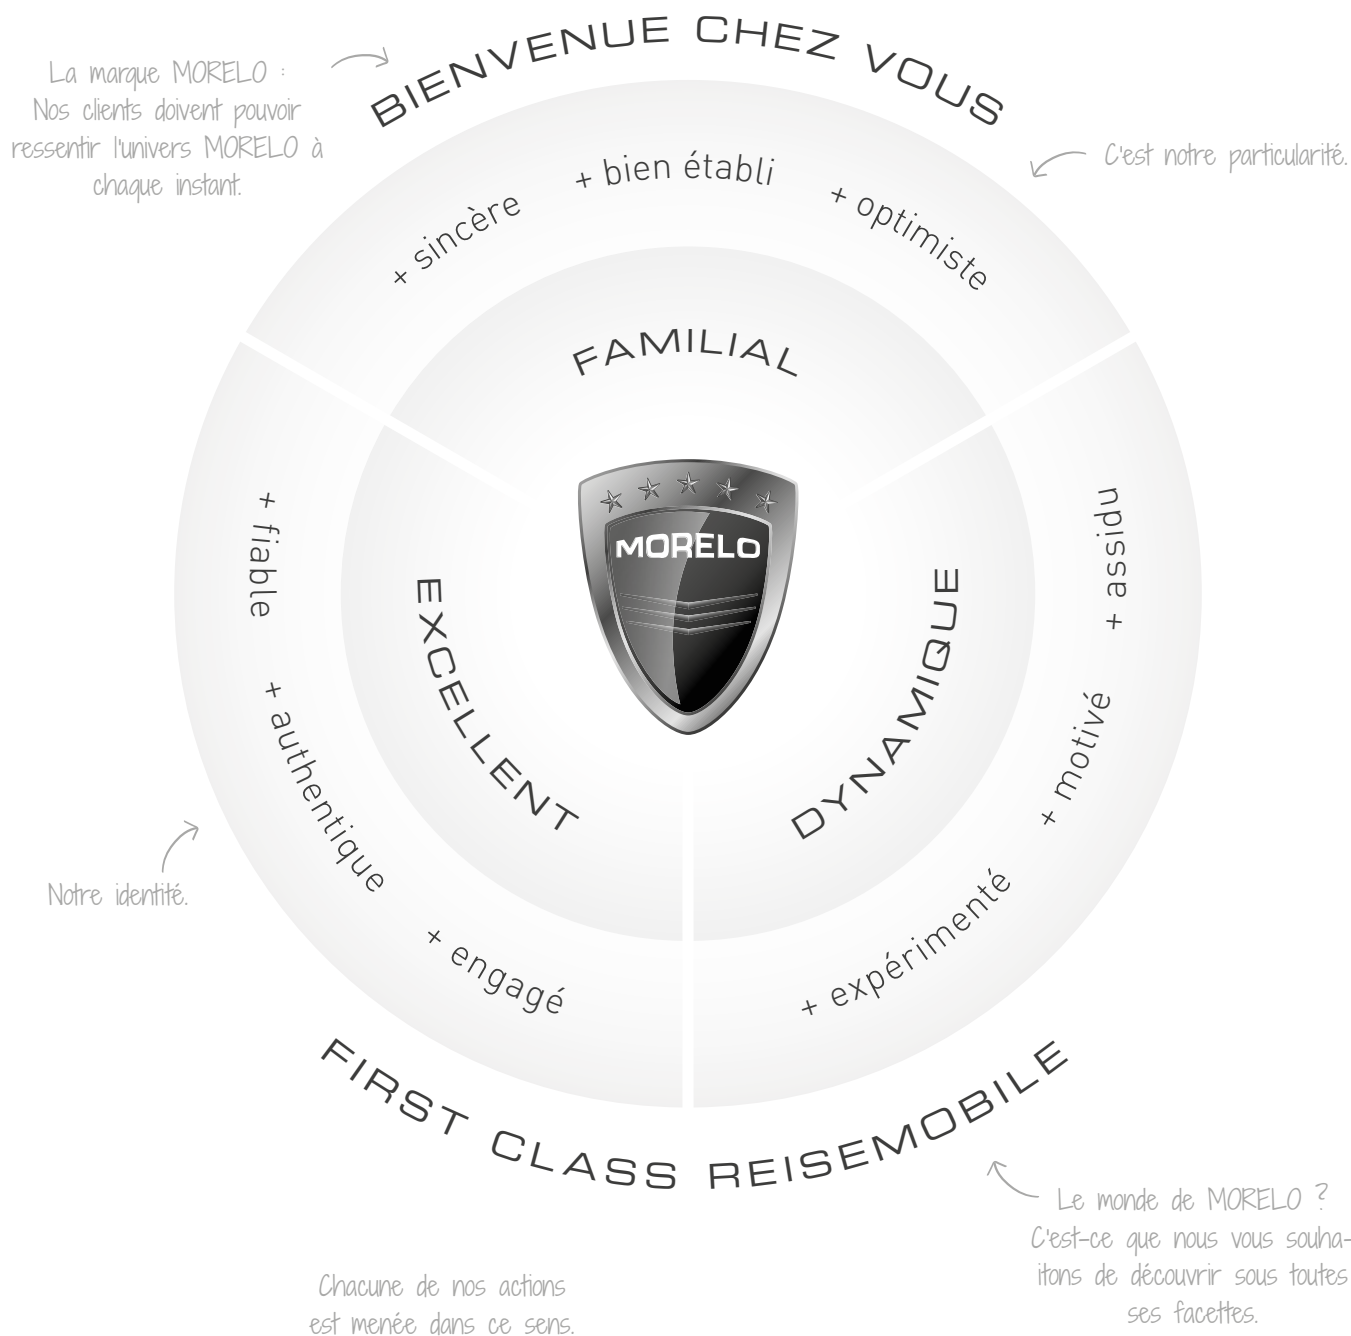 BIENVENUE CHEZ VOUS
La marque MORELO :
Nos clients doivent pouvoir
ressentir l'univers MORELO à
chaque instant.
C'est notre particularité.
+ sincère
+ bien établi
+ optimiste
FAMILIAL
MORELO
+ fiable
+ authentique
+ engagé
EXCELLENT
DYNAMIQUE
+ assidu
+ motivé
+ expérimenté
Notre identité.
FIRST CLASS REISEMOBILE
Le monde de MORELO ?
C'est-ce que nous vous souha-
itons de découvrir sous toutes
ses facettes.
Chacune de nos actions
est menée dans ce sens.